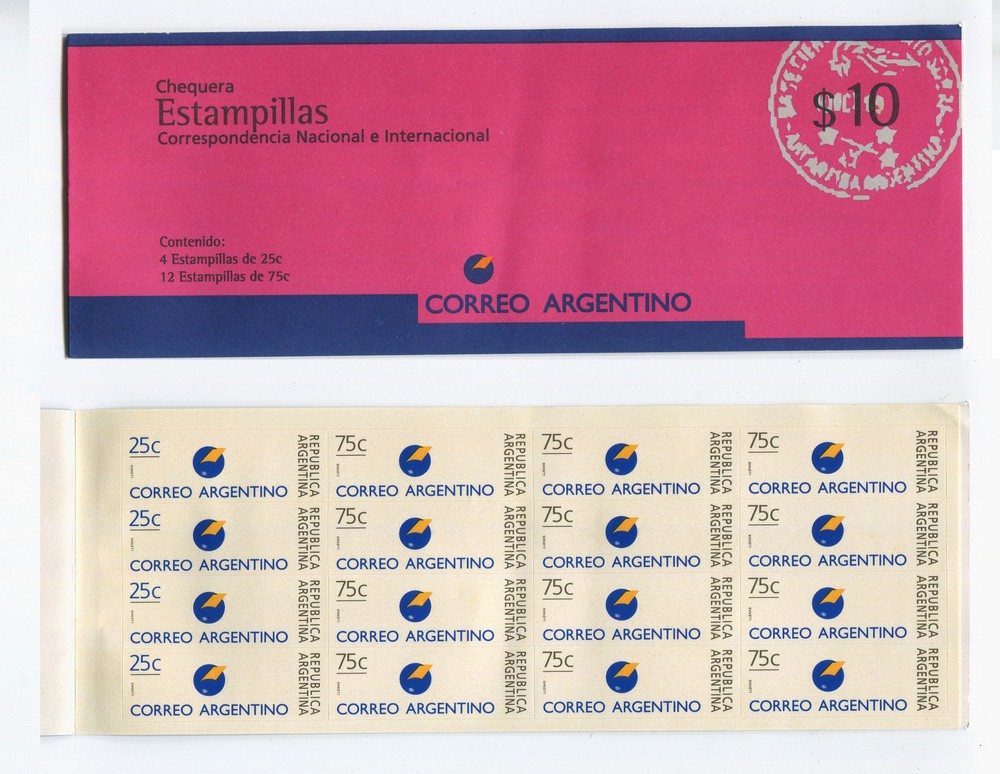 Chequera
Estampillas
Correspondencia Nacional e Internacional
$10
Contenido:
4 Estampillas de 25c
12 Estampillas de 75c
CORREO ARGENTINO
25c
REPUBLICA
ARGENTINA
CORREO ARGENTINO
75c
REPUBLICA
ARGENTINA
CORREO ARGENTINO
75c
REPUBLICA
ARGENTINA
CORREO ARGENTINO
75c
REPUBLICA
ARGENTINA
CORREO ARGENTINO
25c
REPUBLICA
ARGENTINA
CORREO ARGENTINO
75c
REPUBLICA
ARGENTINA
CORREO ARGENTINO
75c
REPUBLICA
ARGENTINA
CORREO ARGENTINO
75c
REPUBLICA
ARGENTINA
CORREO ARGENTINO
25c
REPUBLICA
ARGENTINA
CORREO ARGENTINO
75c
REPUBLICA
ARGENTINA
CORREO ARGENTINO
75c
REPUBLICA
ARGENTINA
CORREO ARGENTINO
75c
REPUBLICA
ARGENTINA
CORREO ARGENTINO
25c
REPUBLICA
ARGENTINA
CORREO ARGENTINO
75c
REPUBLICA
ARGENTINA
CORREO ARGENTINO
75c
REPUBLICA
ARGENTINA
CORREO ARGENTINO
75c
REPUBLICA
ARGENTINA
CORREO ARGENTINO